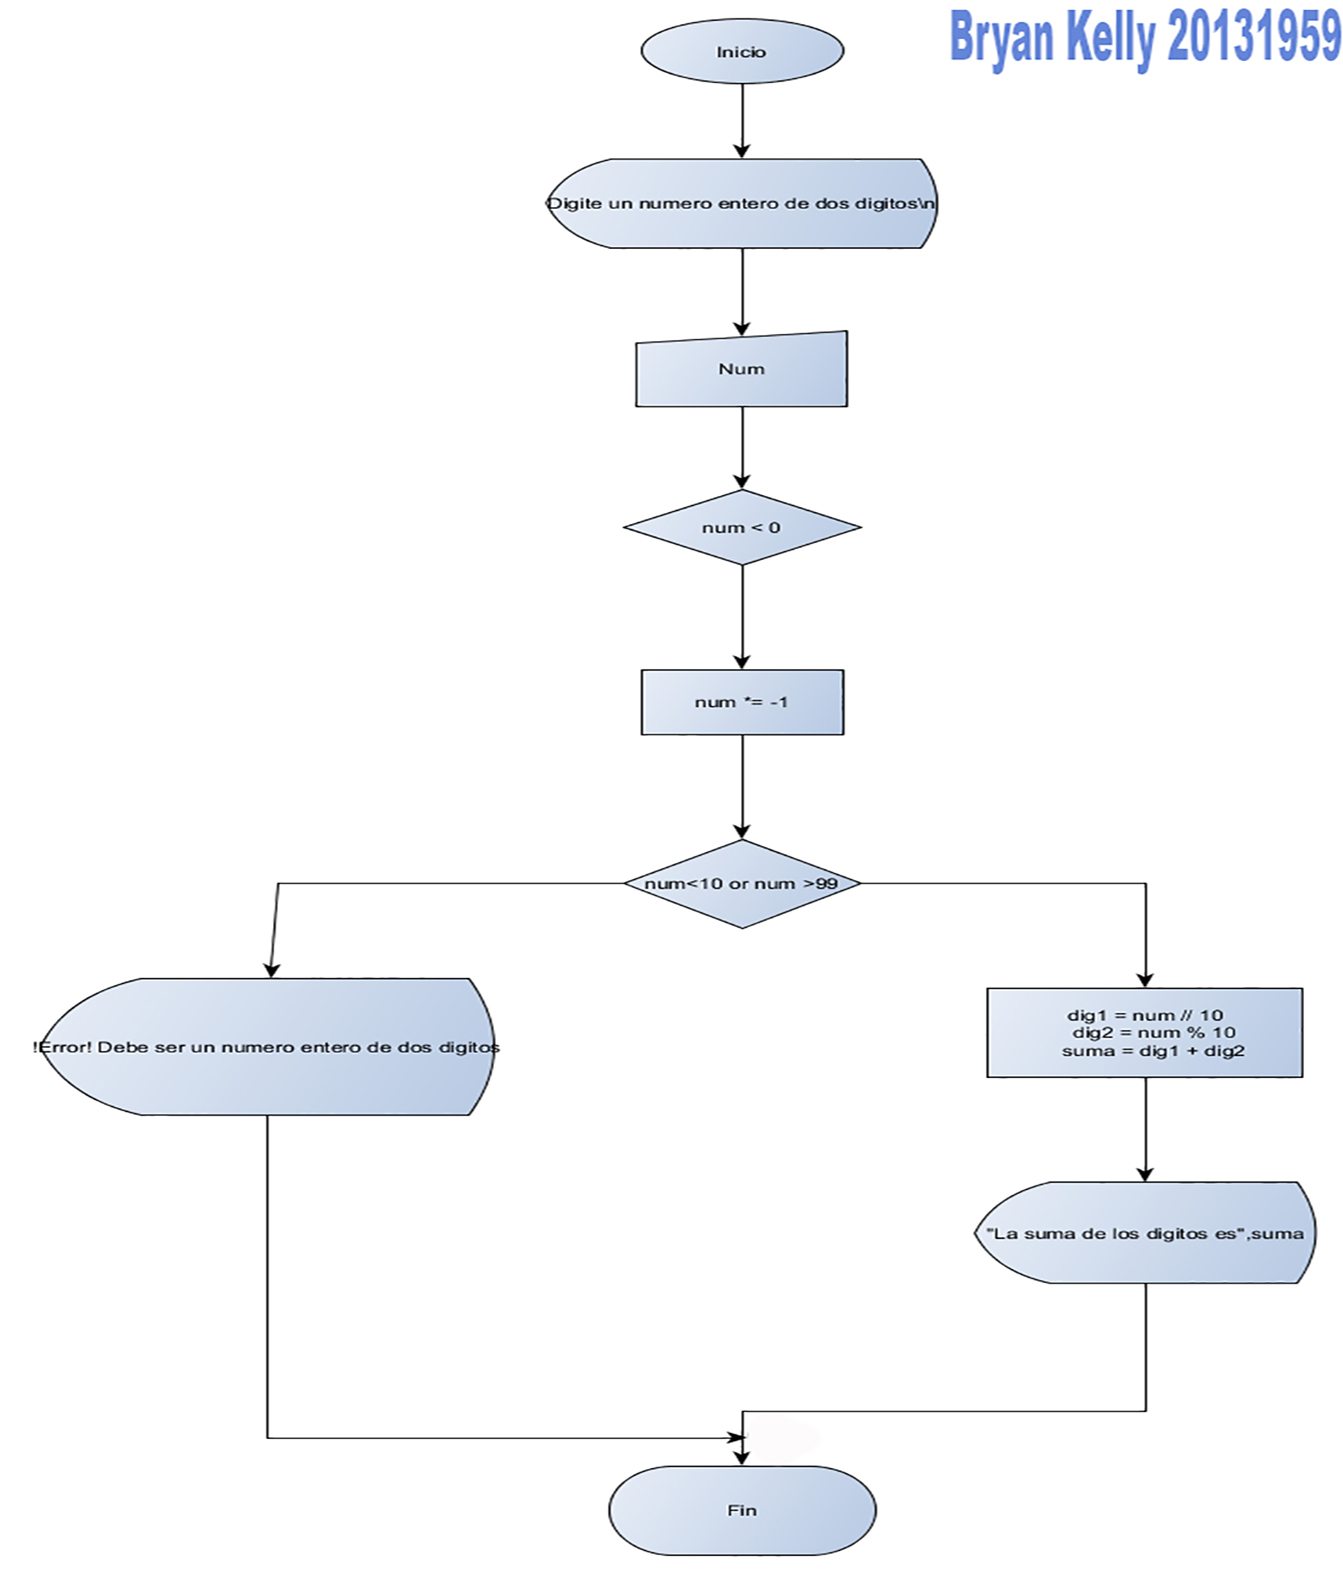 Bryan Kelly 20131959
Inicio
Digite un numero entero de dos digitos\n
Num
num < 0
num *= -1
num<10 or num >99
!Error! Debe ser un numero entero de dos digitos
dig1 = num // 10
dig2 = num % 10
suma = dig1 + dig2
"La suma de los digitos es",suma
Fin